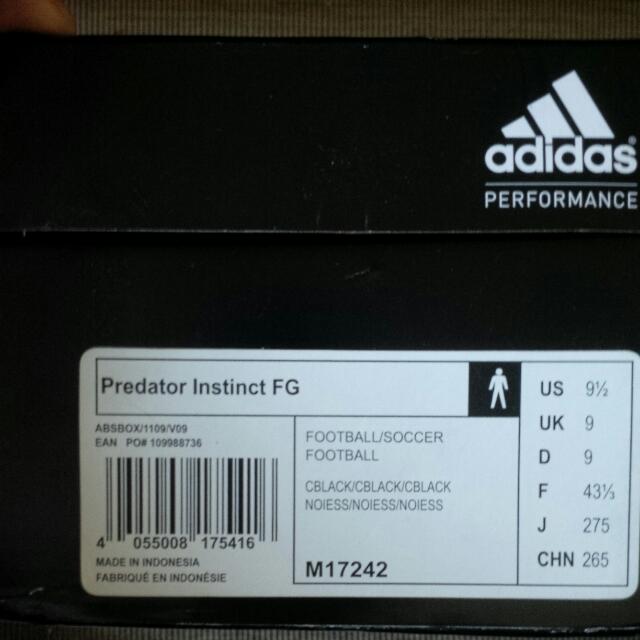 adidas®
PERFORMANCE
Predator Instinct FG
ABSBOX/1109/V09
EAN PO# 109988736
4 055008 175416
MADE IN INDONESIA
FABRIQUÉ EN INDONÉSIE
FOOTBALL/SOCCER
FOOTBALL
CBLACK/CBLACK/CBLACK
NOIESS/NOIESS/NOIESS
M17242
US 9½
UK 9
D 9
F 43⅓
J 275
CHN 265